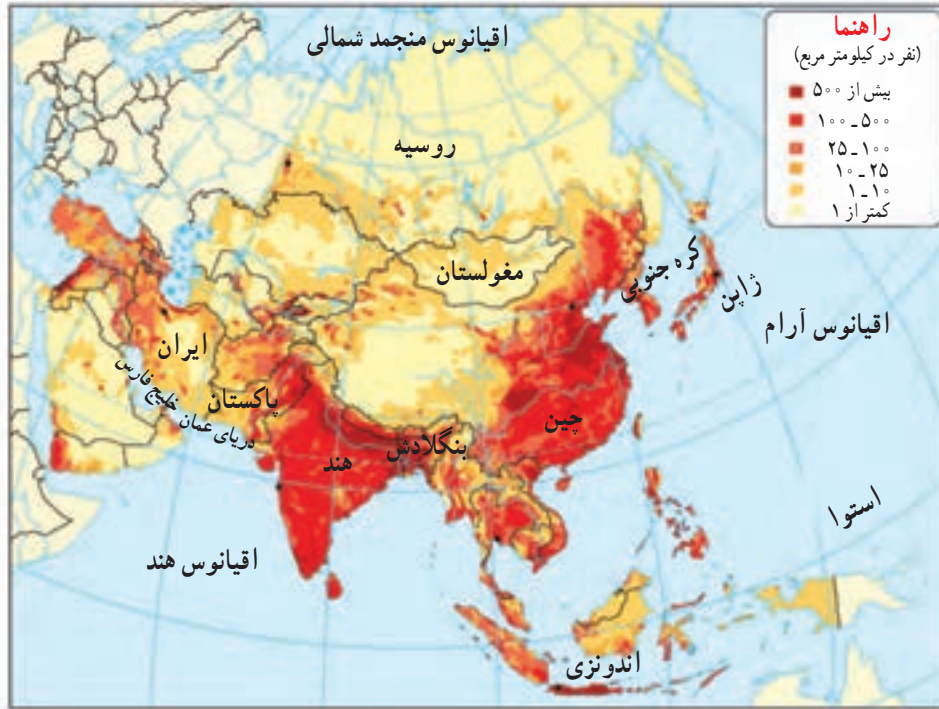 اقیانوس منجمد شمالی
راهنما
(نفر در کیلومتر مربع)
بیش از ۵۰۰
۱۰۰ ـ ۵۰۰
۲۵ ـ ۱۰۰
۱۰ ـ ۲۵
۱ ـ ۱۰
کمتر از ۱
روسیه
مغولستان
کره جنوبی
ژاپن
اقیانوس آرام
ایران
خلیج فارس
دریای عمان
پاکستان
هند
بنگلادش
چین
استوا
اقیانوس هند
اندونزی